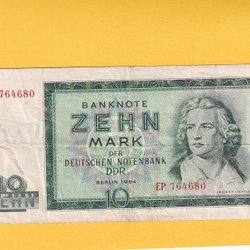 764680
BANKNOTE
ZEHN
MARK
DER
DEUTSCHEN NOTENBANK
DDR
BERLIN 1964
EP 764680
10
ZEHN
10